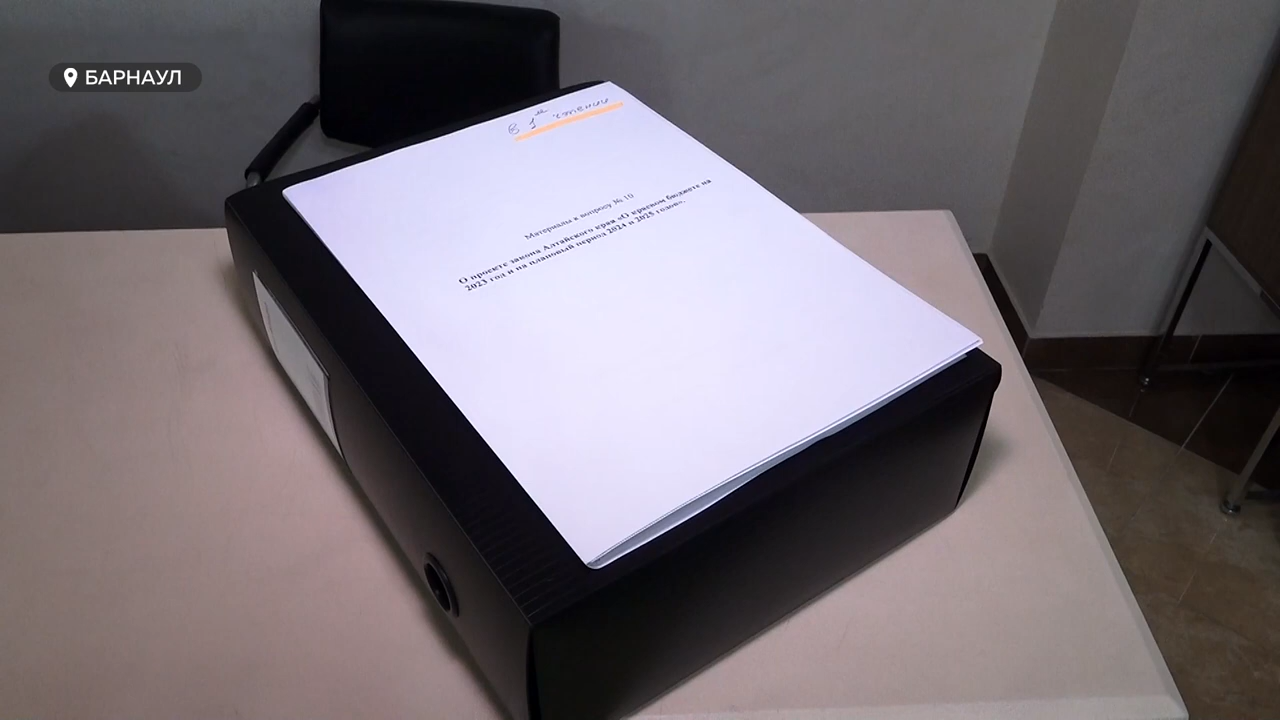 БАРНАУЛ
в 1
Материалы к вопросу № 10
О проекте закона Алтайского края «О краевом бюджете на
2023 год и на плановый период 2024 и 2025 годов».